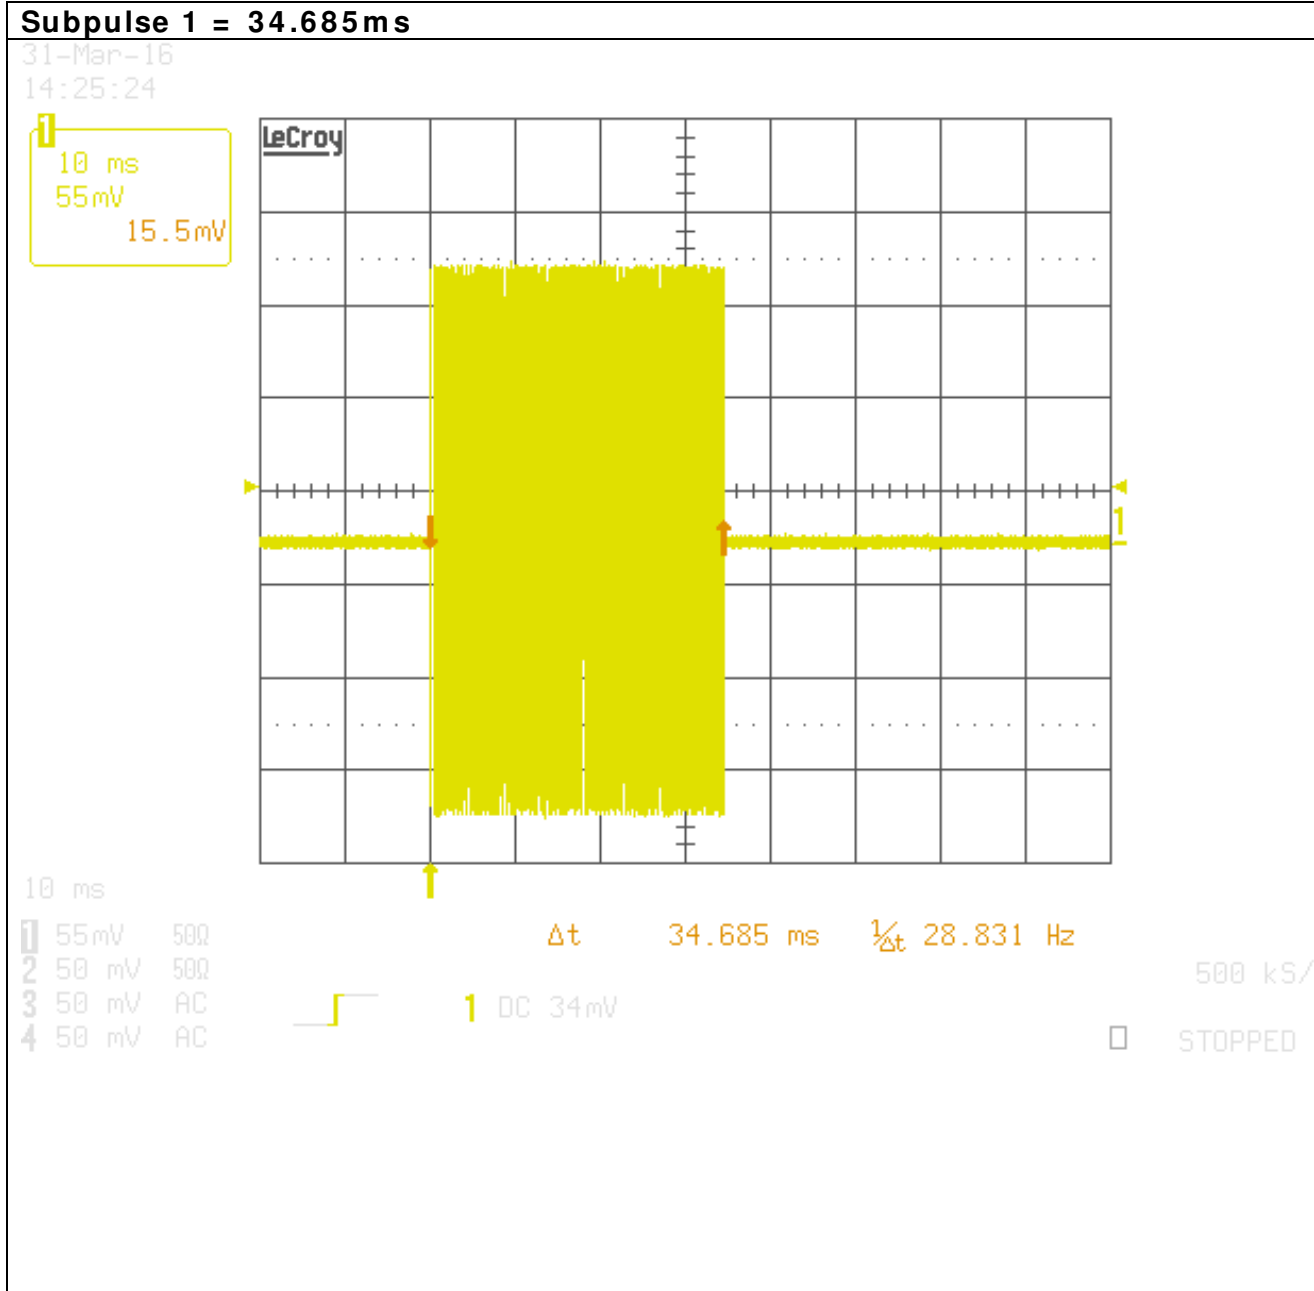 Subpulse 1 = 34.685ms
31-Mar-16
14:25:24
1
10 ms
55mV
15.5mV
LeCroy
1
10 ms
1 55mV 50Ω
2 50 mV 50Ω
3 50 mV AC
4 50 mV AC
Δt 34.685 ms 1/Δt 28.831 Hz
500 kS/
1 DC 34mV
STOPPED